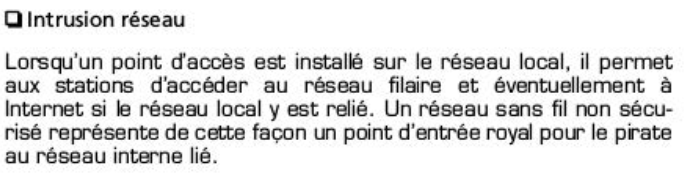 ❑ Intrusion réseau
Lorsqu'un point d'accès est installé sur le réseau local, il permet
aux stations d'accéder au réseau filaire et éventuellement à
Internet si le réseau local y est relié. Un réseau sans fil non sécu-
risé représente de cette façon un point d'entrée royal pour le pirate
au réseau interne lié.